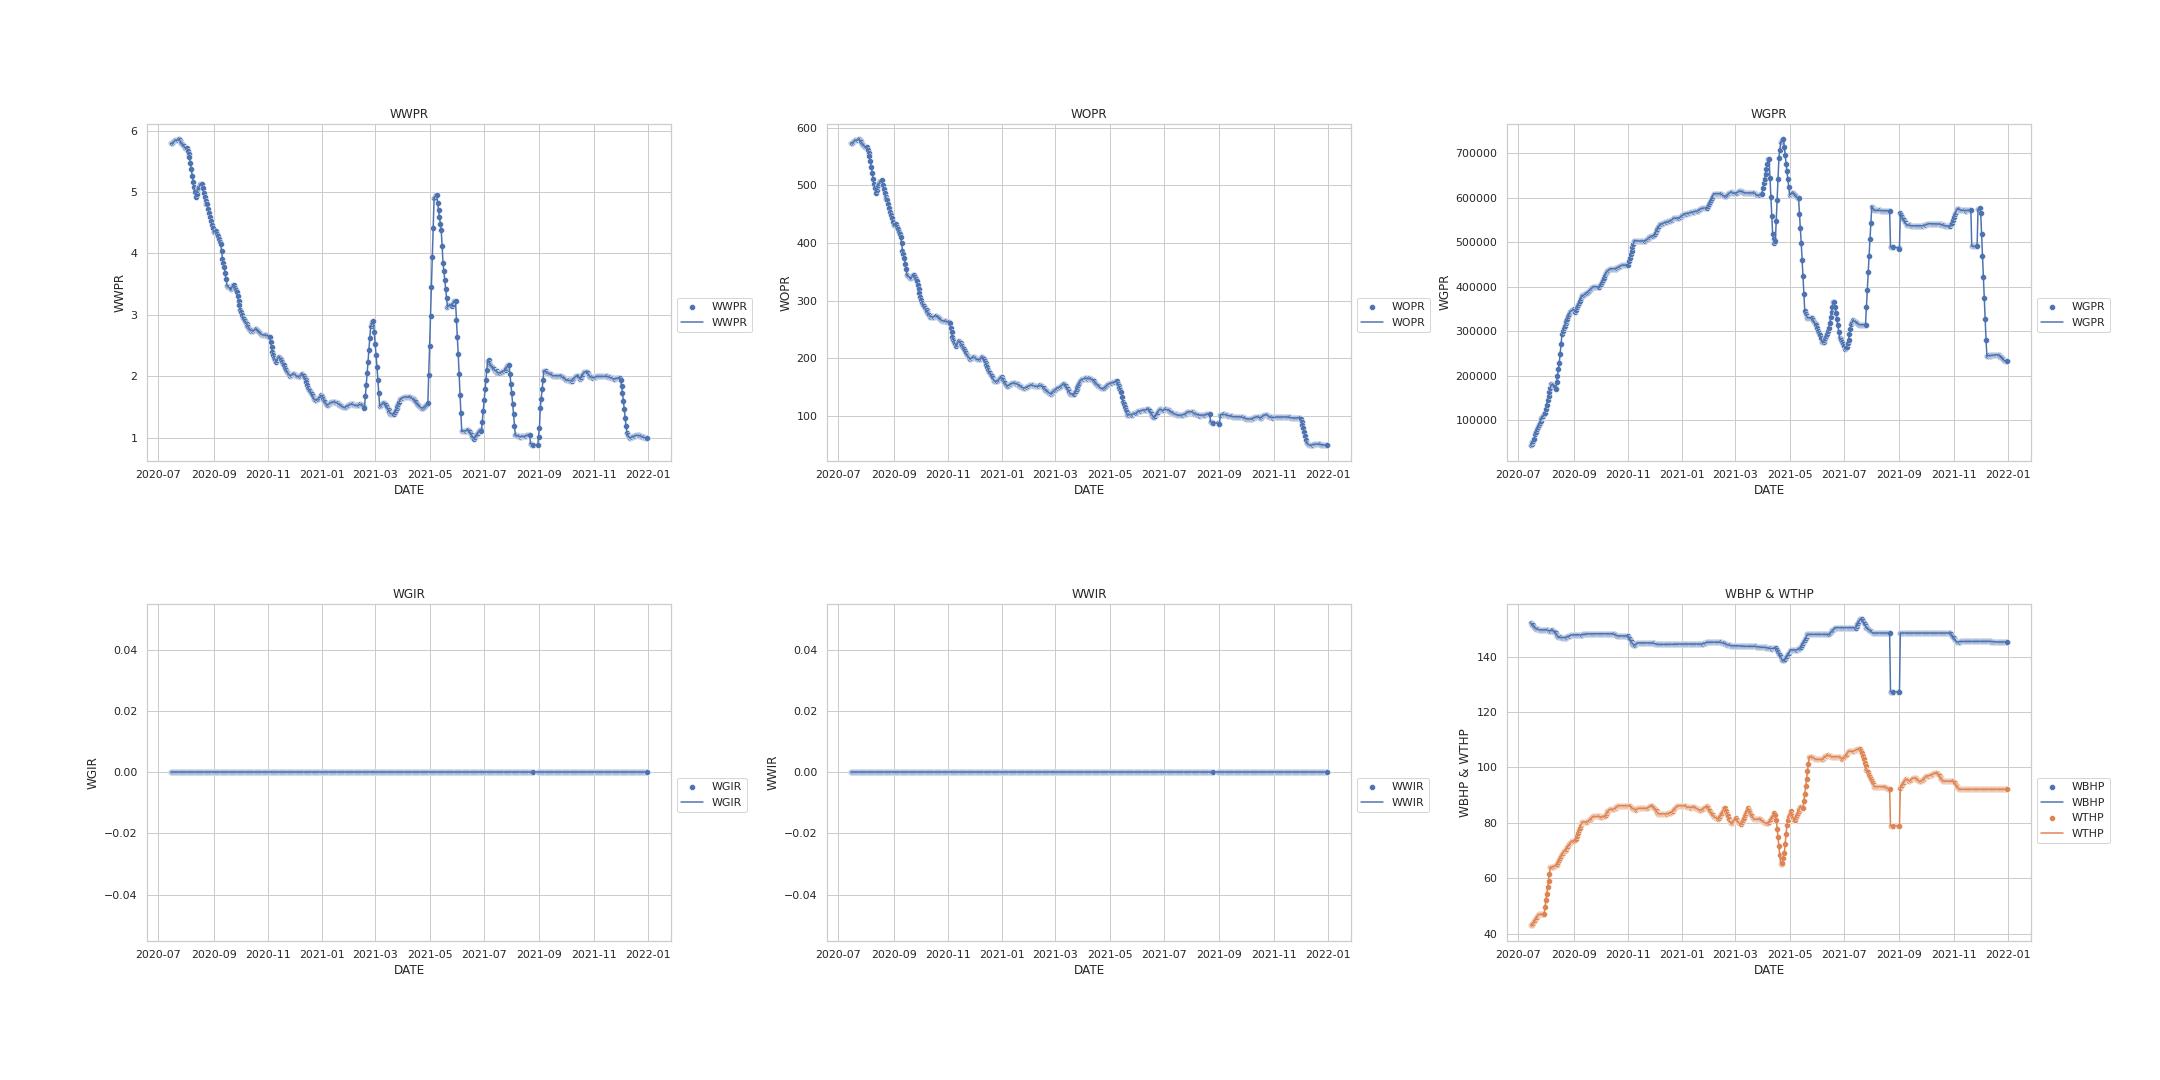 WWPR
6
5
4
3
2
1
WWPR
2020-07 2020-09 2020-11 2021-01 2021-03 2021-05 2021-07 2021-09 2021-11 2022-01
DATE
WWPR
WWPR
WOPR
600
500
400
300
200
100
WOPR
2020-07 2020-09 2020-11 2021-01 2021-03 2021-05 2021-07 2021-09 2021-11 2022-01
DATE
WOPR
WOPR
WGPR
700000
600000
500000
400000
300000
200000
100000
WGPR
2020-07 2020-09 2020-11 2021-01 2021-03 2021-05 2021-07 2021-09 2021-11 2022-01
DATE
WGPR
WGPR
WGIR
0.04
0.02
0.00
−0.02
−0.04
WGIR
2020-07 2020-09 2020-11 2021-01 2021-03 2021-05 2021-07 2021-09 2021-11 2022-01
DATE
WGIR
WGIR
WWIR
0.04
0.02
0.00
−0.02
−0.04
WWIR
2020-07 2020-09 2020-11 2021-01 2021-03 2021-05 2021-07 2021-09 2021-11 2022-01
DATE
WWIR
WWIR
WBHP & WTHP
140
120
100
80
60
40
WBHP & WTHP
2020-07 2020-09 2020-11 2021-01 2021-03 2021-05 2021-07 2021-09 2021-11 2022-01
DATE
WBHP
WBHP
WTHP
WTHP